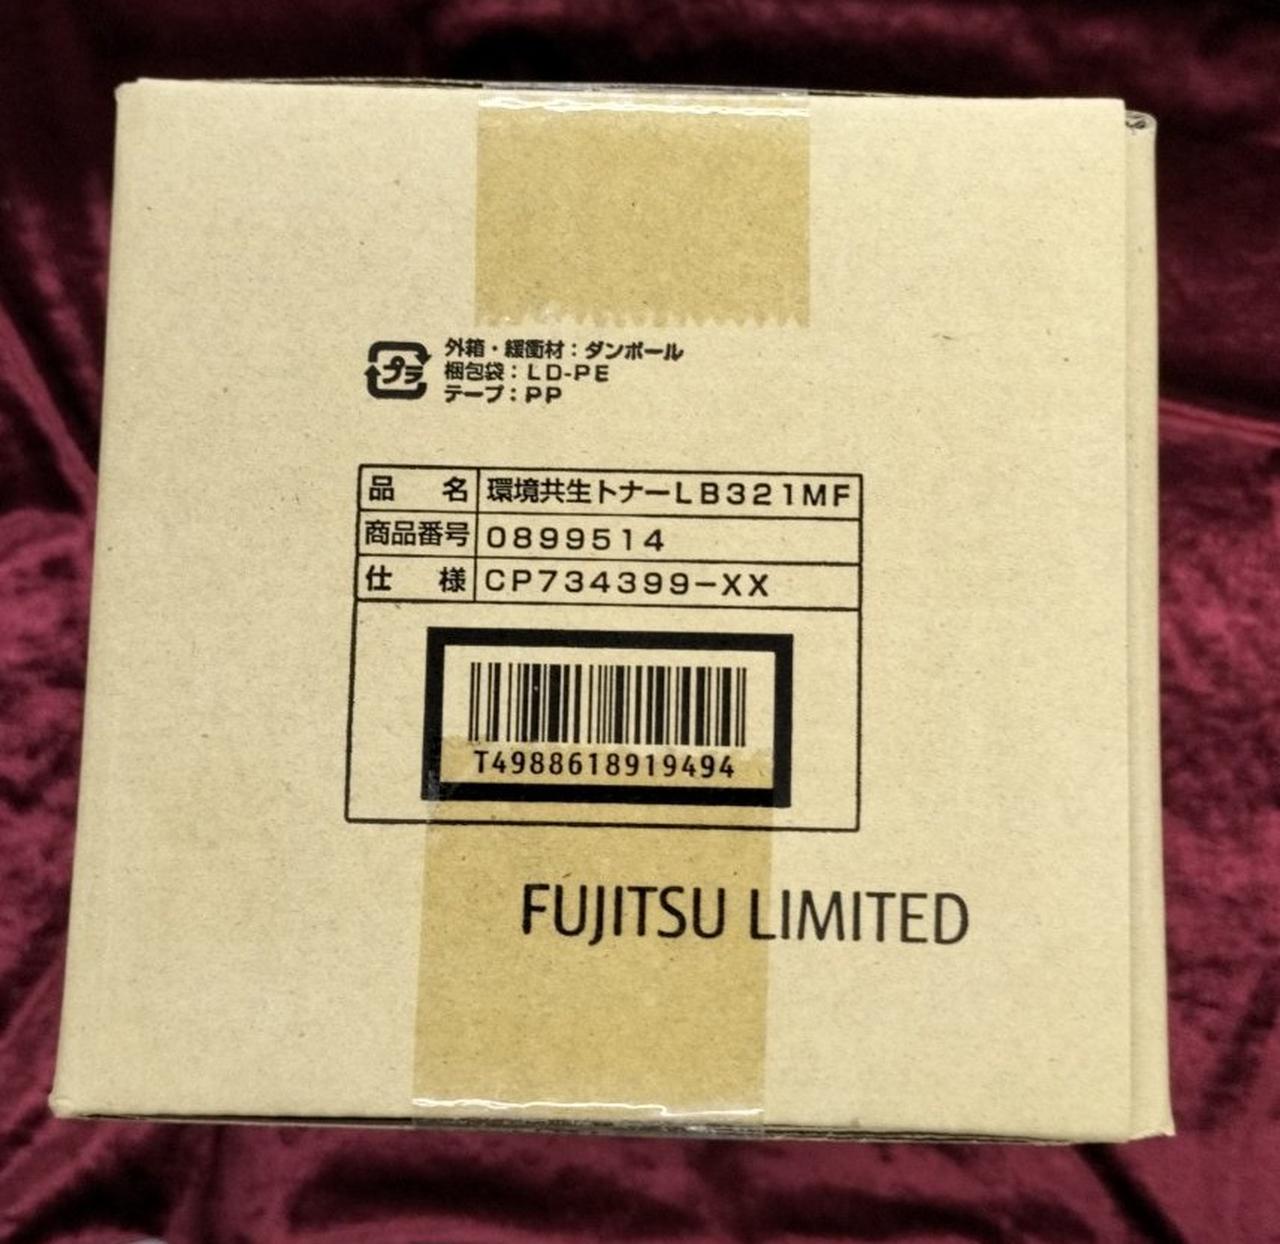 プラ
外箱・緩衝材：ダンボール
梱包袋：LD-PE
テープ：PP
品　名 環境共生トナーLB321MF
商品番号 0899514
仕　様 CP734399-XX
T4988618919494
FUJITSU LIMITED